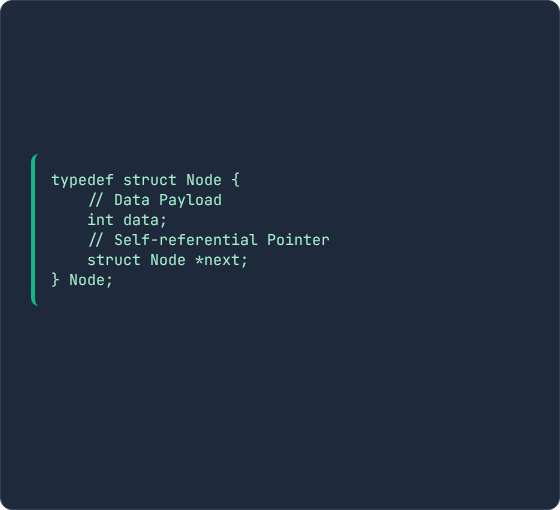 typedef struct Node {
    // Data Payload
    int data;
    // Self-referential Pointer
    struct Node *next;
} Node;